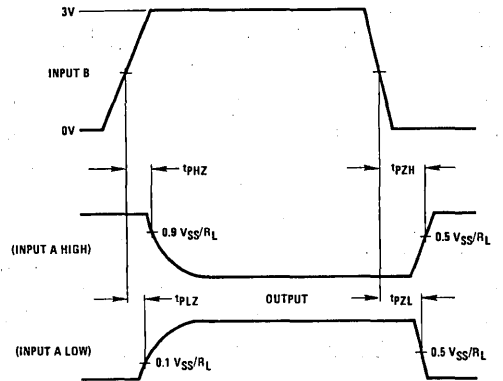 3V
INPUT B
0V
tPHZ
tPZH
0.9 VSS/RL
0.5 VSS/RL
(INPUT A HIGH)
tPLZ
OUTPUT
tPZL
(INPUT A LOW)
0.1 VSS/RL
0.5 VSS/RL